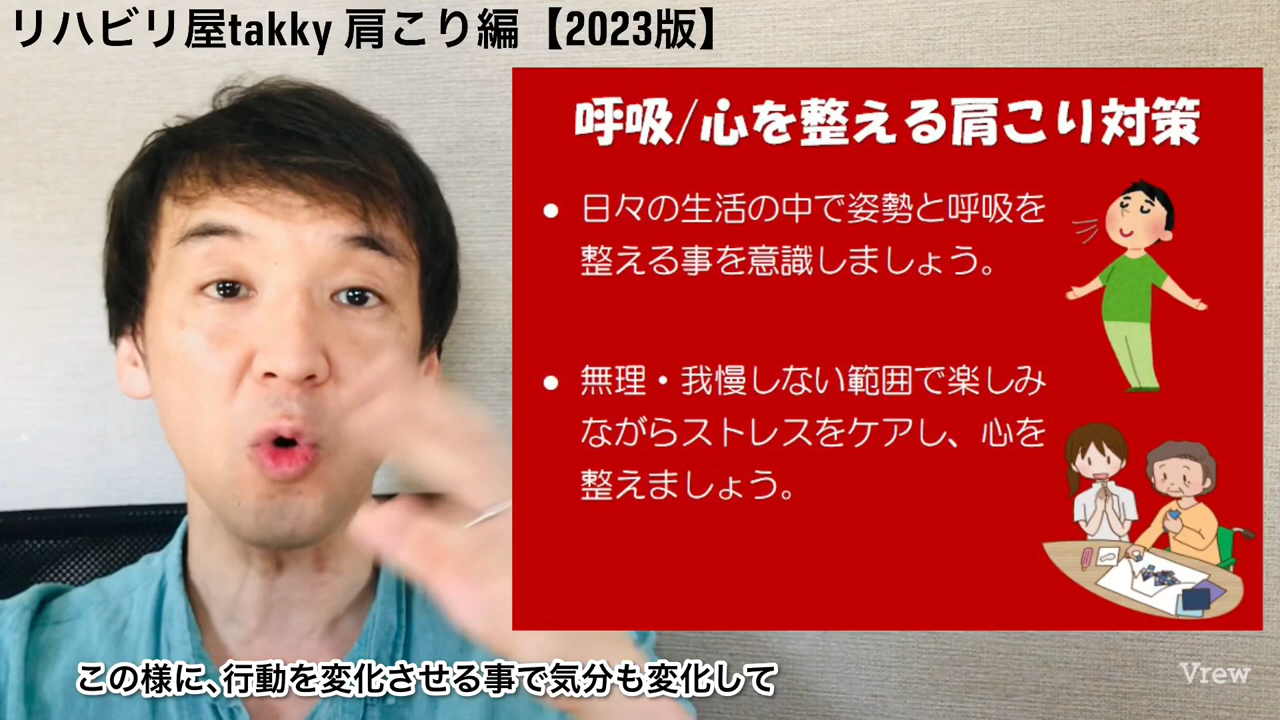 リハビリ屋takky 肩こり編【2023版】
呼吸/心を整える肩こり対策
● 日々の生活の中で姿勢と呼吸を
整える事を意識しましょう。
● 無理・我慢しない範囲で楽しみ
ながらストレスをケアし、心を
整えましょう。
この様に､行動を変化させる事で気分も変化して
Vrew